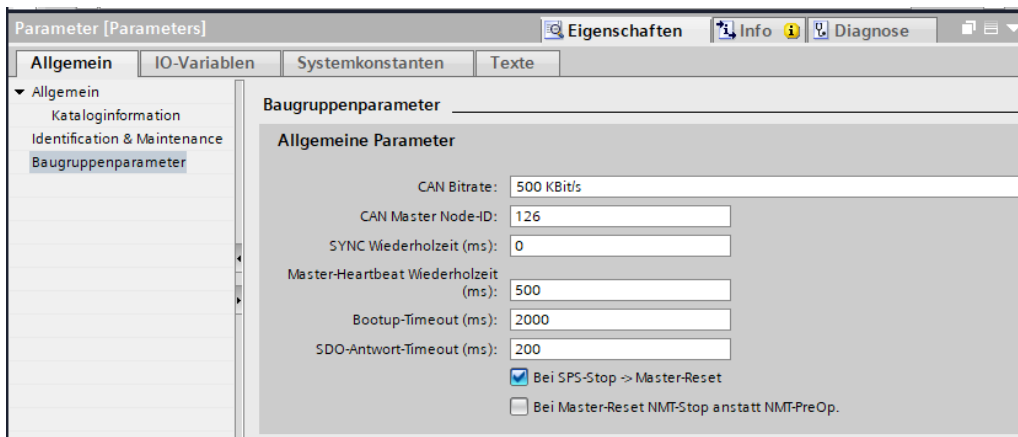 Parameter [Parameters]
Eigenschaften
Info
Diagnose
Allgemein
IO-Variablen
Systemkonstanten
Texte
Allgemein
Kataloginformation
Identification & Maintenance
Baugruppenparameter
Baugruppenparameter
Allgemeine Parameter
CAN Bitrate: 500 KBit/s
CAN Master Node-ID: 126
SYNC Wiederholzeit (ms): 0
Master-Heartbeat Wiederholzeit
(ms): 500
Bootup-Timeout (ms): 2000
SDO-Antwort-Timeout (ms): 200
Bei SPS-Stop -> Master-Reset
Bei Master-Reset NMT-Stop anstatt NMT-PreOp.